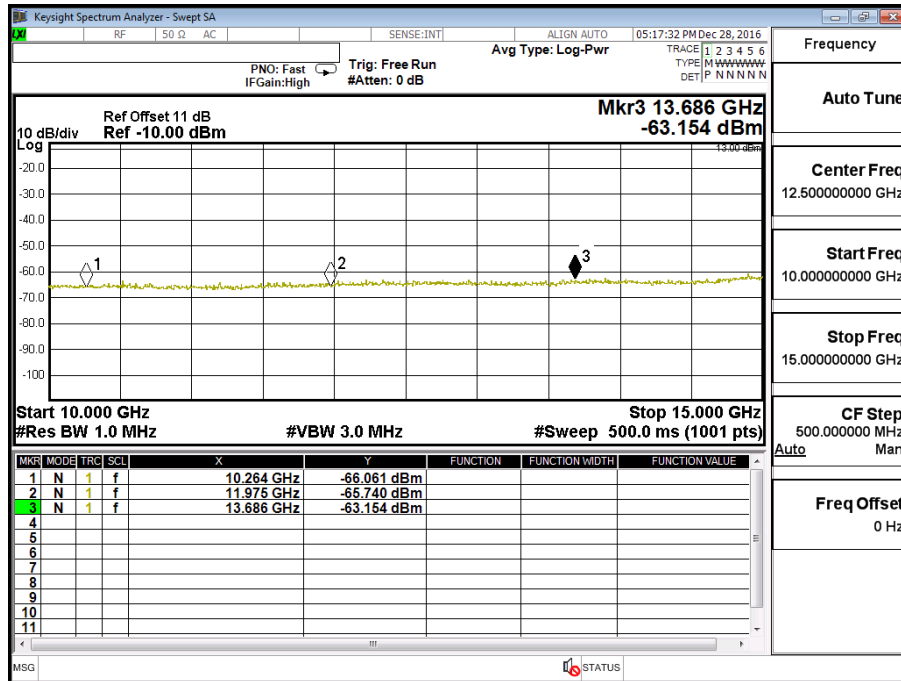 Keysight Spectrum Analyzer - Swept SA
LXI RF 50 Ω AC SENSE:INT ALIGN AUTO 05:17:32 PM Dec 28, 2016
Frequency
Avg Type: Log-Pwr
TRACE 1 2 3 4 5 6
PNO: Fast Trig: Free Run
TYPE M WWWWW
IFGain:High #Atten: 0 dB
DET P N N N N N
Auto Tune
Ref Offset 11 dB
Mkr3 13.686 GHz
10 dB/div Ref -10.00 dBm
-63.154 dBm
Log
13.00 dBm
-20.0
-30.0
-40.0
-50.0
-60.0
-70.0
-80.0
-90.0
-100
1
2
3
Center Freq
12.500000000 GHz
Start Freq
10.000000000 GHz
Stop Freq
15.000000000 GHz
Start 10.000 GHz Stop 15.000 GHz
#Res BW 1.0 MHz #VBW 3.0 MHz #Sweep 500.0 ms (1001 pts)
CF Step
500.000000 MHz
Auto Man
Freq Offset
0 Hz
MKR MODE TRC SCL X Y FUNCTION FUNCTION WIDTH FUNCTION VALUE
1 N 1 f 10.264 GHz -66.061 dBm
2 N 1 f 11.975 GHz -65.740 dBm
3 N 1 f 13.686 GHz -63.154 dBm
4
5
6
7
8
9
10
11
MSG STATUS